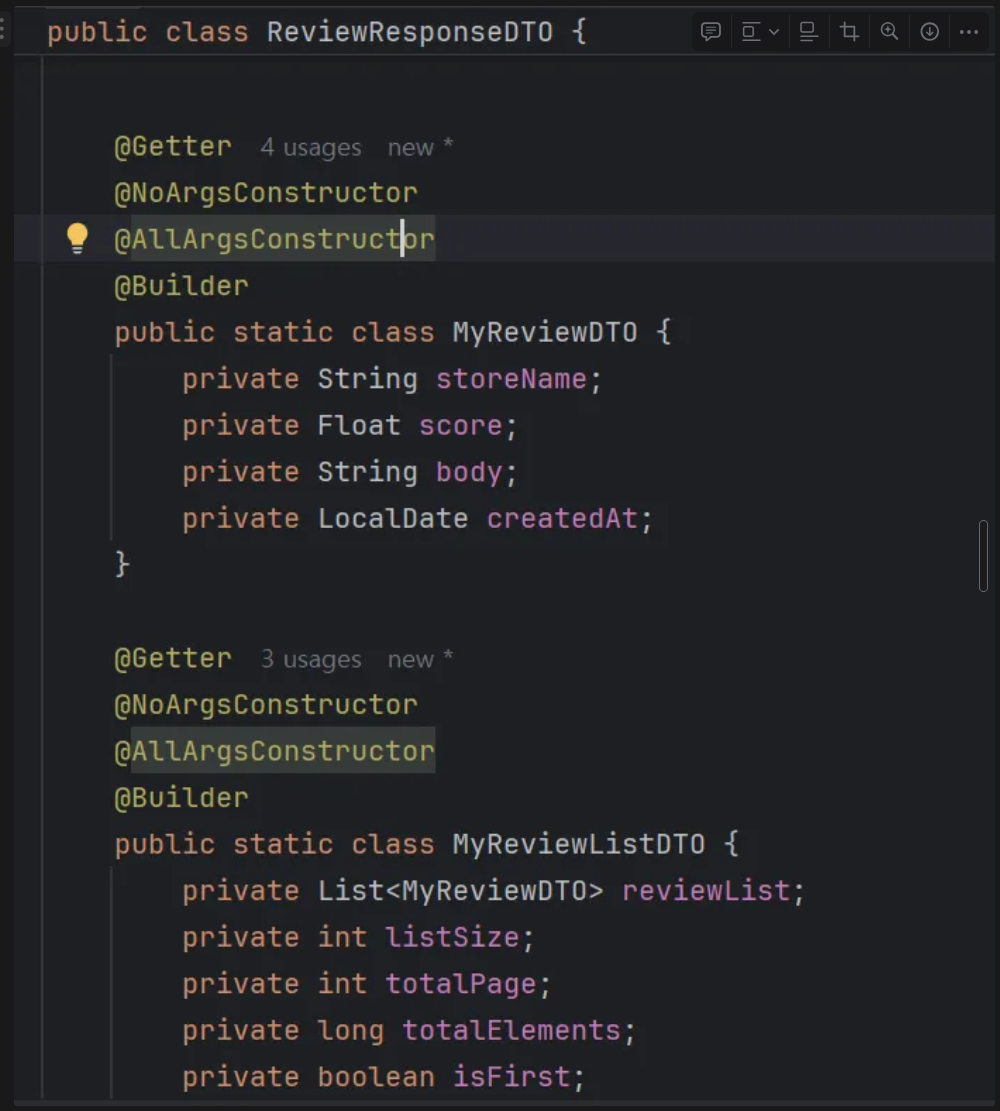 public class ReviewResponseDTO {
@Getter 4 usages new *
@NoArgsConstructor
@AllArgsConstructor
@Builder
public static class MyReviewDTO {
private String storeName;
private Float score;
private String body;
private LocalDate createdAt;
}
@Getter 3 usages new *
@NoArgsConstructor
@AllArgsConstructor
@Builder
public static class MyReviewListDTO {
private List<MyReviewDTO> reviewList;
private int listSize;
private int totalPage;
private long totalElements;
private boolean isFirst;